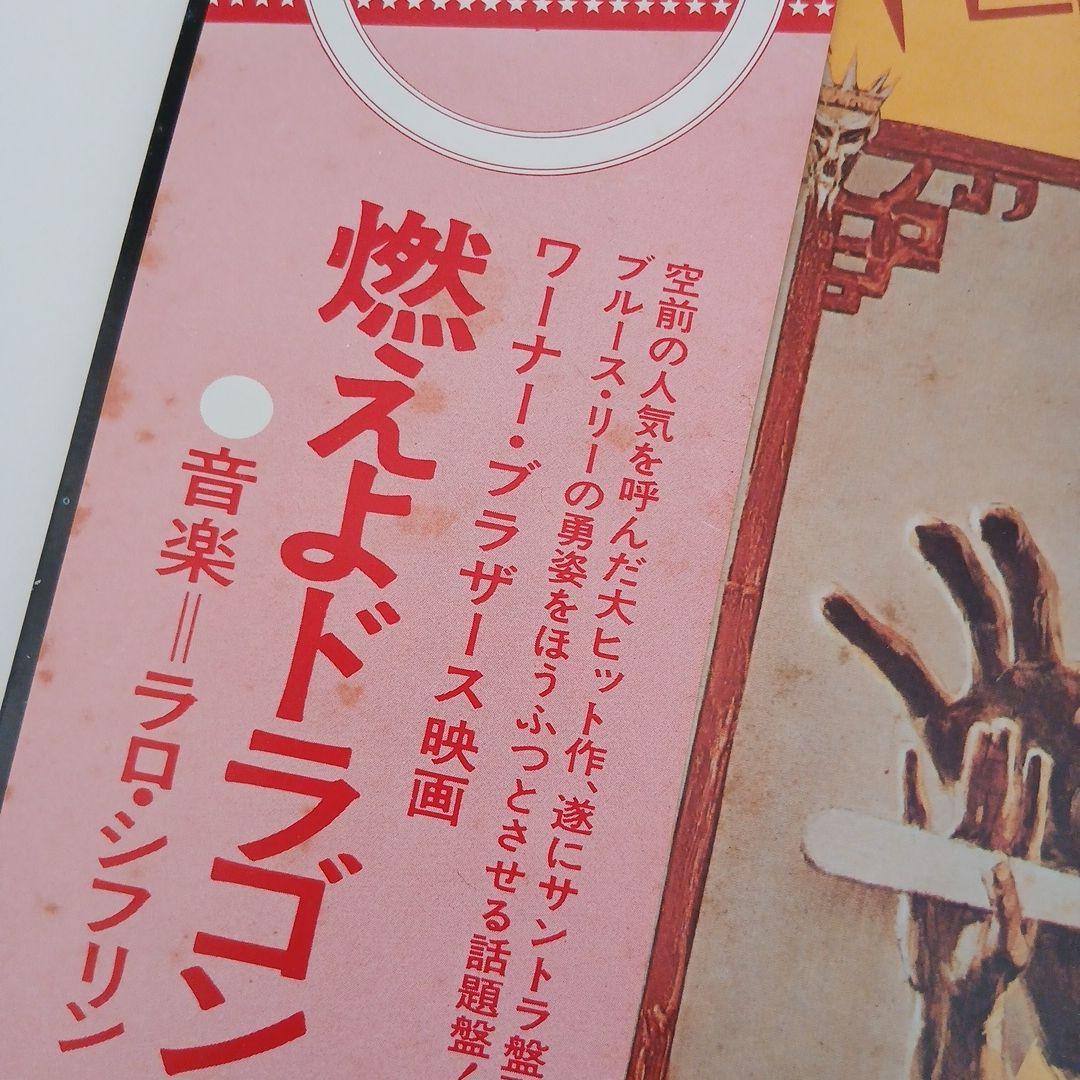 空前の人気を呼んだ大ヒット作、遂にサントラ盤
ブルース・リーの勇姿をほうふつとさせる話題盤!
ワーナー・ブラザース映画
燃えよドラゴン
●音楽=ラロ・シフリン